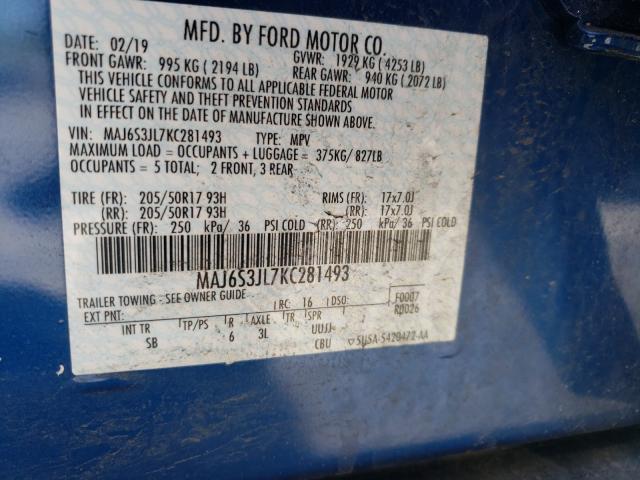 MFD. BY FORD MOTOR CO.
DATE: 02/19 GVWR: 1929 KG (4253 LB)
FRONT GAWR: 995 KG (2194 LB) REAR GAWR: 940 KG (2072 LB)
THIS VEHICLE CONFORMS TO ALL APPLICABLE FEDERAL MOTOR
VEHICLE SAFETY AND THEFT PREVENTION STANDARDS
IN EFFECT ON THE DATE OF MANUFACTURE SHOWN ABOVE.
VIN: MAJ6S3JL7KC281493 TYPE: MPV
MAXIMUM LOAD = OCCUPANTS + LUGGAGE = 375KG/ 827LB
OCCUPANTS = 5 TOTAL; 2 FRONT, 3 REAR
TIRE (FR): 205/50R17 93H RIMS (FR): 17x7.0J
(RR): 205/50R17 93H (RR): 17x7.0J
PRESSURE (FR): 250 kPa/ 36 PSI COLD (RR): 250 kPa/ 36 PSI COLD
MAJ6S3JL7KC281493
TRAILER TOWING - SEE OWNER GUIDE
EXT PNT: RC: 16 DSO: F0007
R0026
INT TR TP/PS R AXLE TR SPR
SB 6 3L UUJJ
CBU 5U5A-5420472-AA